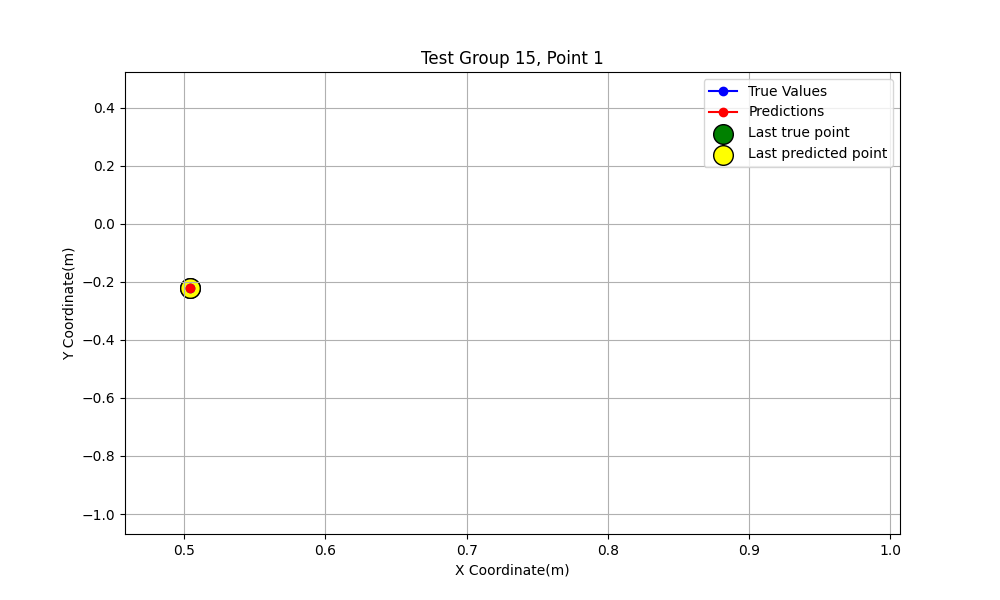 Test Group 15, Point 1
True Values
Predictions
Last true point
Last predicted point
Y Coordinate(m)
0.4
0.2
0.0
−0.2
−0.4
−0.6
−0.8
−1.0
0.5 0.6 0.7 0.8 0.9 1.0
X Coordinate(m)